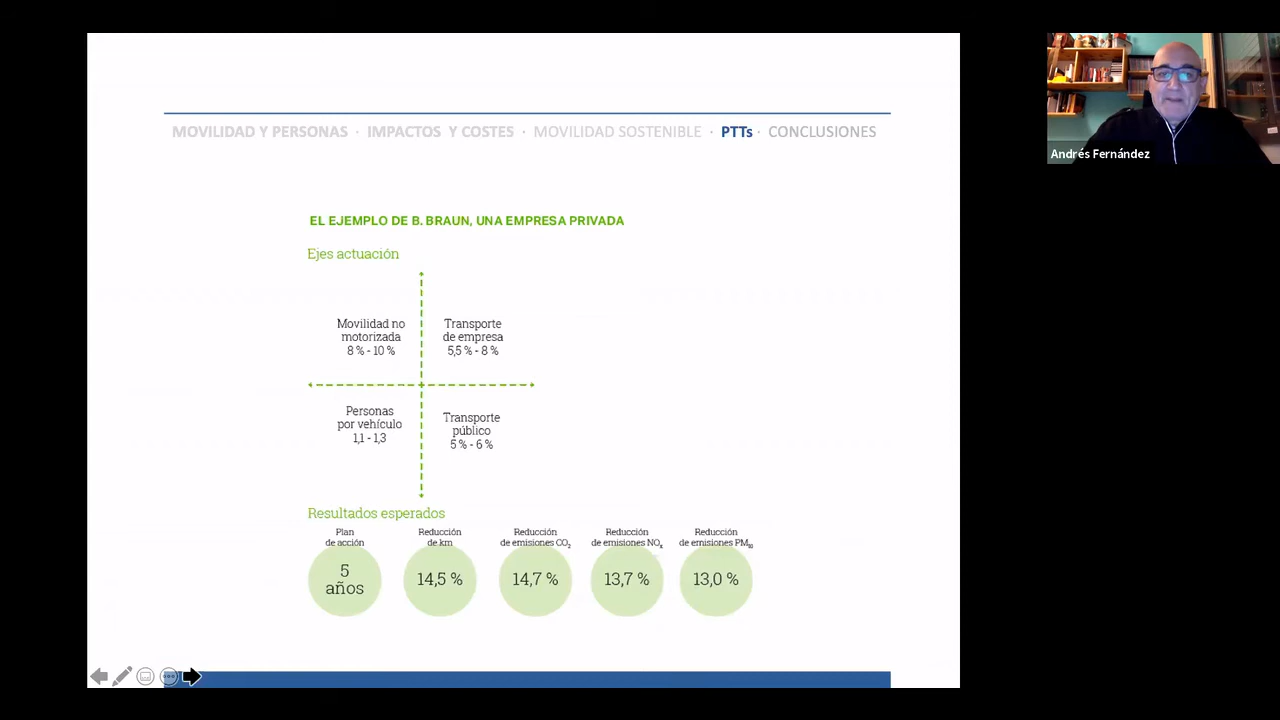 MOVILIDAD Y PERSONAS · IMPACTOS Y COSTES · MOVILIDAD SOSTENIBLE · PTTs · CONCLUSIONES
EL EJEMPLO DE B. BRAUN, UNA EMPRESA PRIVADA
Ejes actuación
Movilidad no
motorizada
8 % - 10 %
Transporte
de empresa
5,5 % - 8 %
Personas
por vehículo
1,1 - 1,3
Transporte
público
5 % - 6 %
Resultados esperados
Plan
de acción
5
años
Reducción
de km
14,5 %
Reducción
de emisiones CO₂
14,7 %
Reducción
de emisiones NOₓ
13,7 %
Reducción
de emisiones PM₁₀
13,0 %
Andrés Fernández